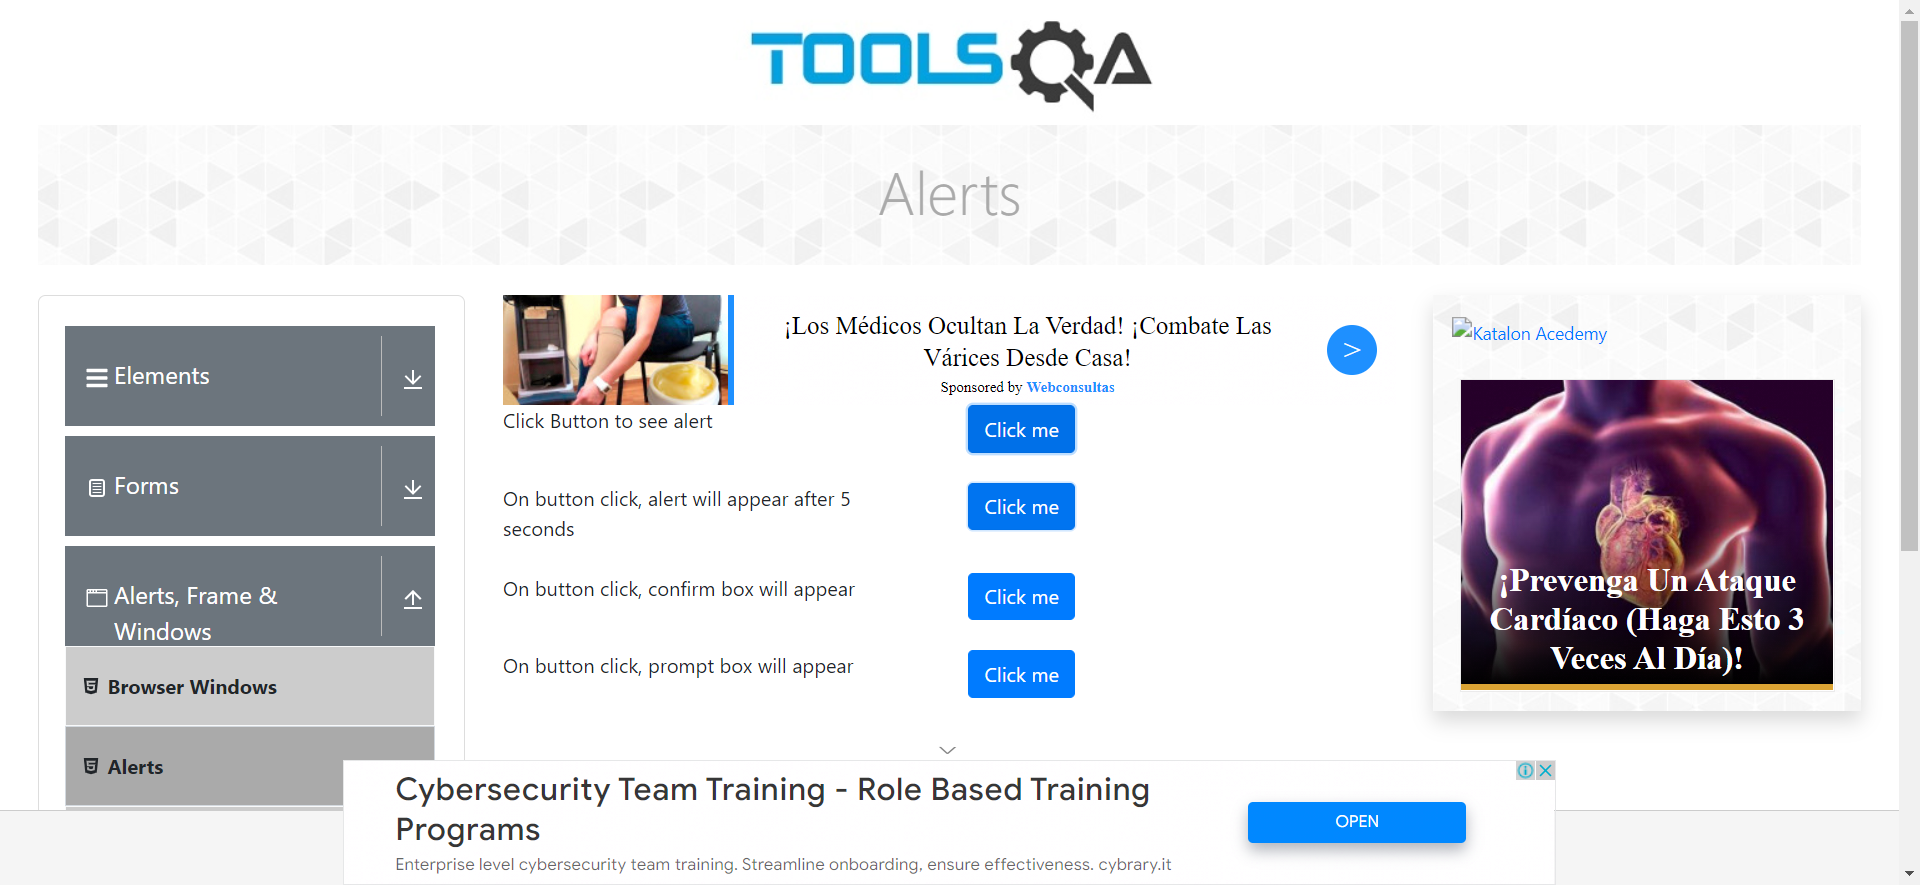 TOOLSQA
Alerts
Elements
Forms
Alerts, Frame &
Windows
Browser Windows
Alerts
¡Los Médicos Ocultan La Verdad! ¡Combate Las
Várices Desde Casa!
Sponsored by Webconsultas
>
Click Button to see alert
Click me
On button click, alert will appear after 5
seconds
Click me
On button click, confirm box will appear
Click me
On button click, prompt box will appear
Click me
Katalon Acedemy
¡Prevenga Un Ataque
Cardíaco (Haga Esto 3
Veces Al Día)!
Cybersecurity Team Training - Role Based Training
Programs
Enterprise level cybersecurity team training. Streamline onboarding, ensure effectiveness. cybrary.it
OPEN